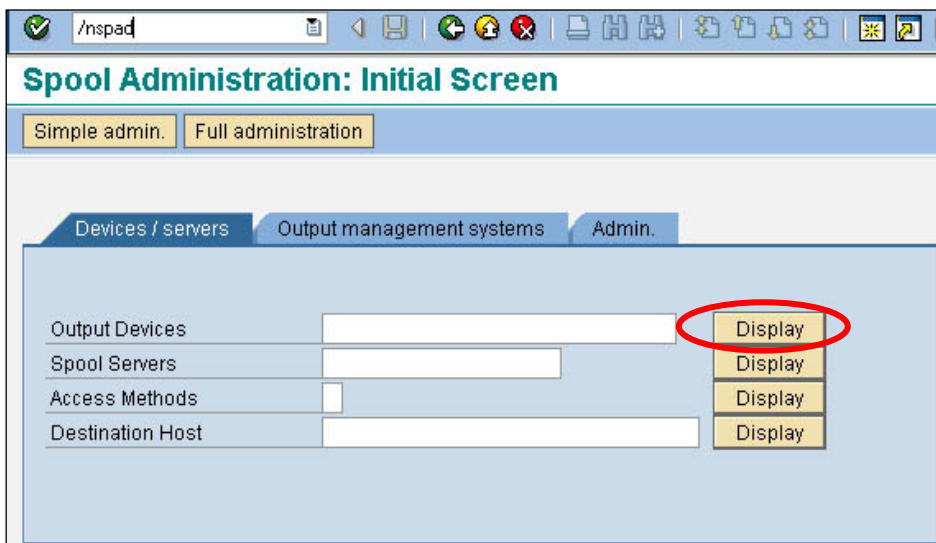 /nspad
Spool Administration: Initial Screen
Simple admin. Full administration
Devices / servers Output management systems Admin.
Output Devices Display
Spool Servers Display
Access Methods Display
Destination Host Display